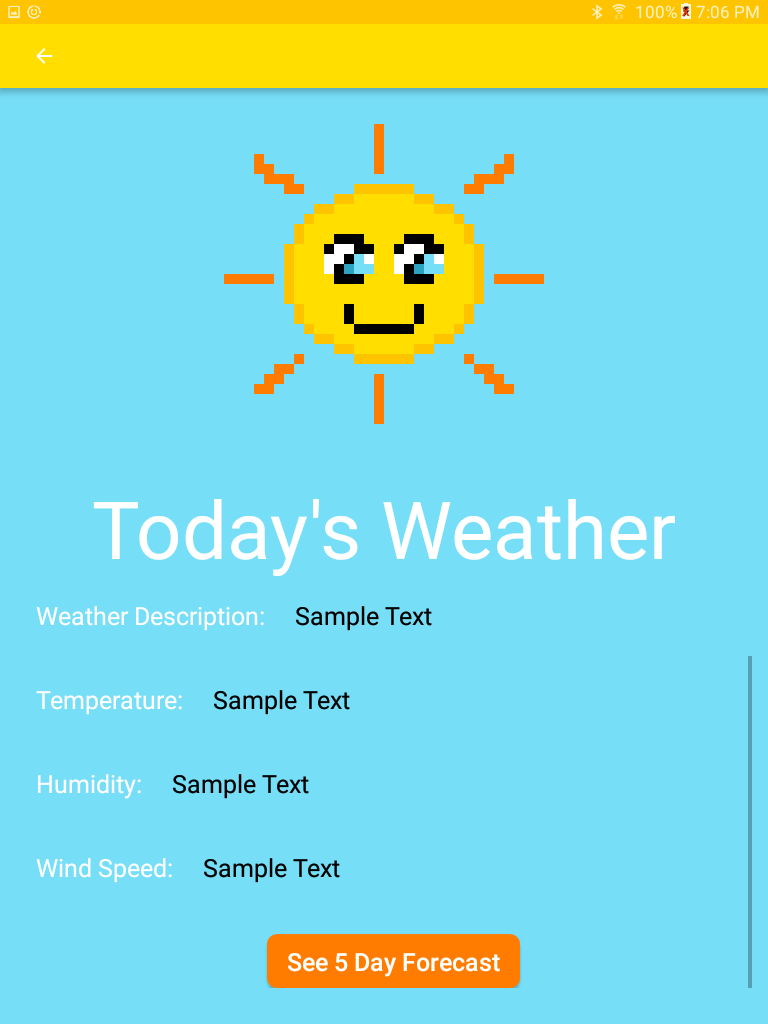 100% 7:06 PM
Today's Weather
Weather Description: Sample Text
Temperature: Sample Text
Humidity: Sample Text
Wind Speed: Sample Text
See 5 Day Forecast